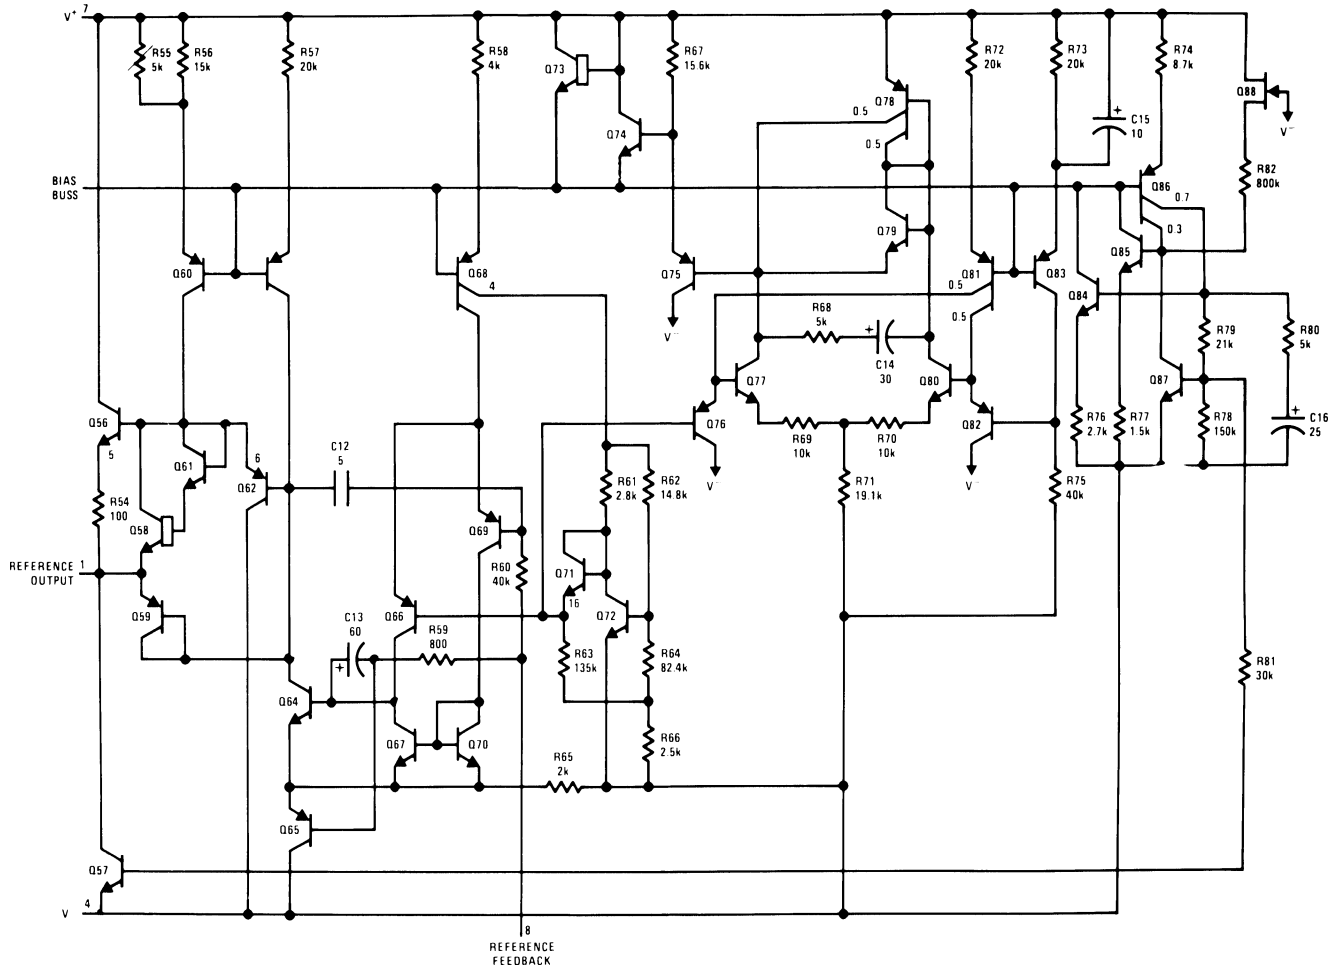 V+ 7
R55
5k
R56
15k
R57
20k
R58
4k
Q73
R67
15.6k
Q74
Q78
0.5
0.5
R72
20k
R73
20k
+
C15
10
R74
8.7k
Q88
V-
BIAS
BUSS
Q86
0.7
0.3
R82
800k
Q60
Q68
4
Q75
V-
Q79
Q81
0.5
0.5
Q83
Q85
Q84
R68
5k
+
C14
30
R79
21k
R80
5k
Q77
Q80
Q87
Q56
5
Q61
6
Q62
C12
5
Q76
V-
R69
10k
R70
10k
Q82
V-
R76
2.7k
R77
1.5k
R78
150k
+
C16
25
R54
100
Q58
R61
2.8k
R62
14.8k
R71
19.1k
R75
40k
REFERENCE 1
OUTPUT
Q69
R60
40k
Q71
16
Q59
Q66
Q72
C13
60
+
R59
800
R63
135k
R64
82.4k
R81
30k
Q64
Q67
Q70
R65
2k
R66
2.5k
Q65
Q57
V 4
8
REFERENCE
FEEDBACK